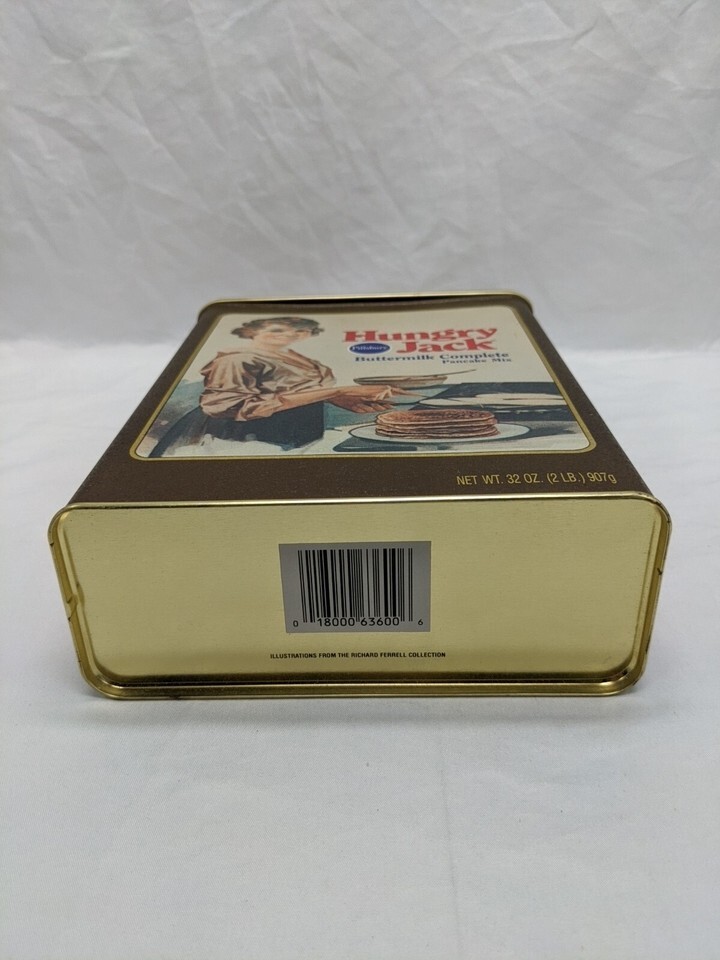 Hungry
Pillsbury Jack
Buttermilk Complete
Pancake Mix
NET WT. 32 OZ. (2 LB.) 907g
0 18000 63600 6
ILLUSTRATIONS FROM THE RICHARD FERRELL COLLECTION